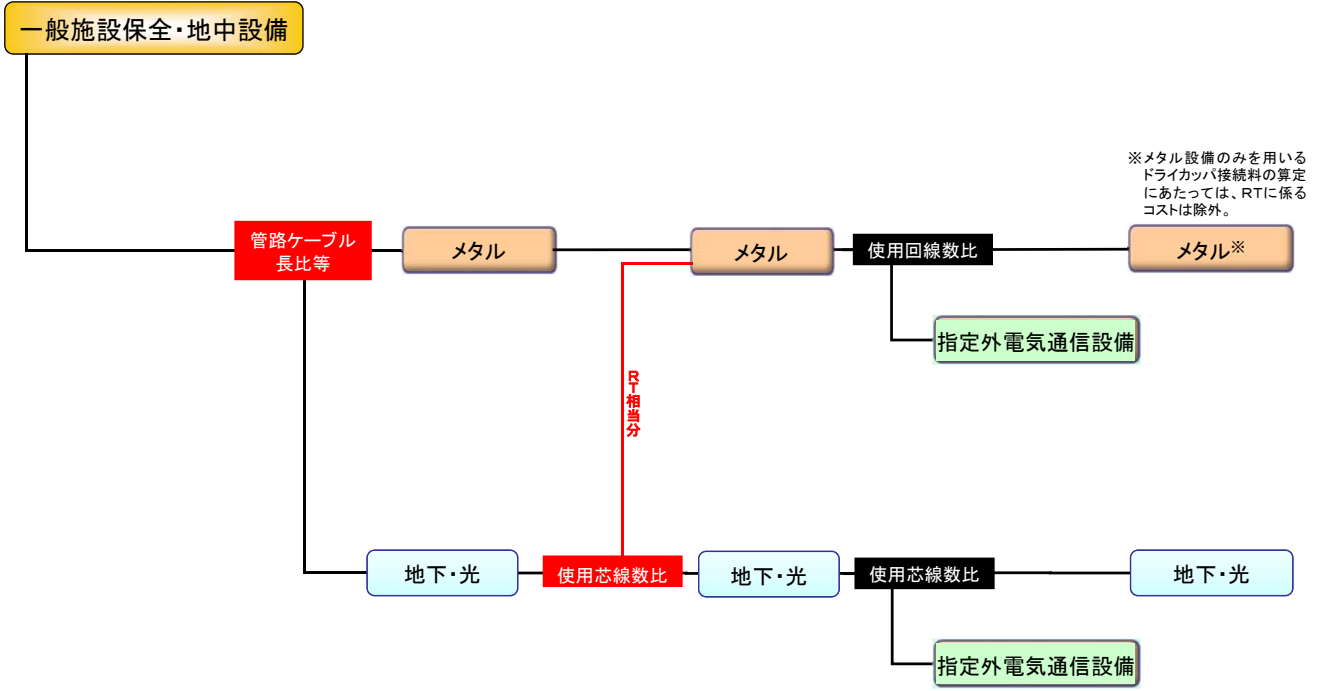 一般施設保全・地中設備
※メタル設備のみを用いる
ドライカッパ接続料の算定
にあたっては、RTに係る
コストは除外。
管路ケーブル
長比等
メタル
メタル
使用回線数比
メタル※
指定外電気通信設備
RT相当分
地下・光
使用芯線数比
地下・光
使用芯線数比
地下・光
指定外電気通信設備